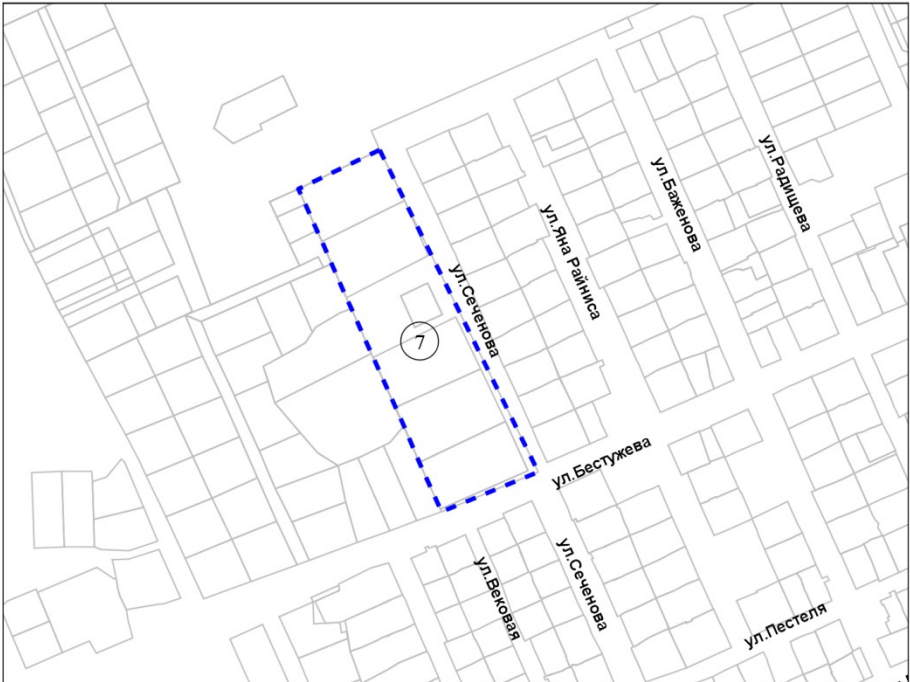 ул.Радищева
ул.Баженова
ул.Яна Райниса
ул.Сеченова
7
ул.Бестужева
ул.Сеченова
ул.Вековая
ул.Пестеля